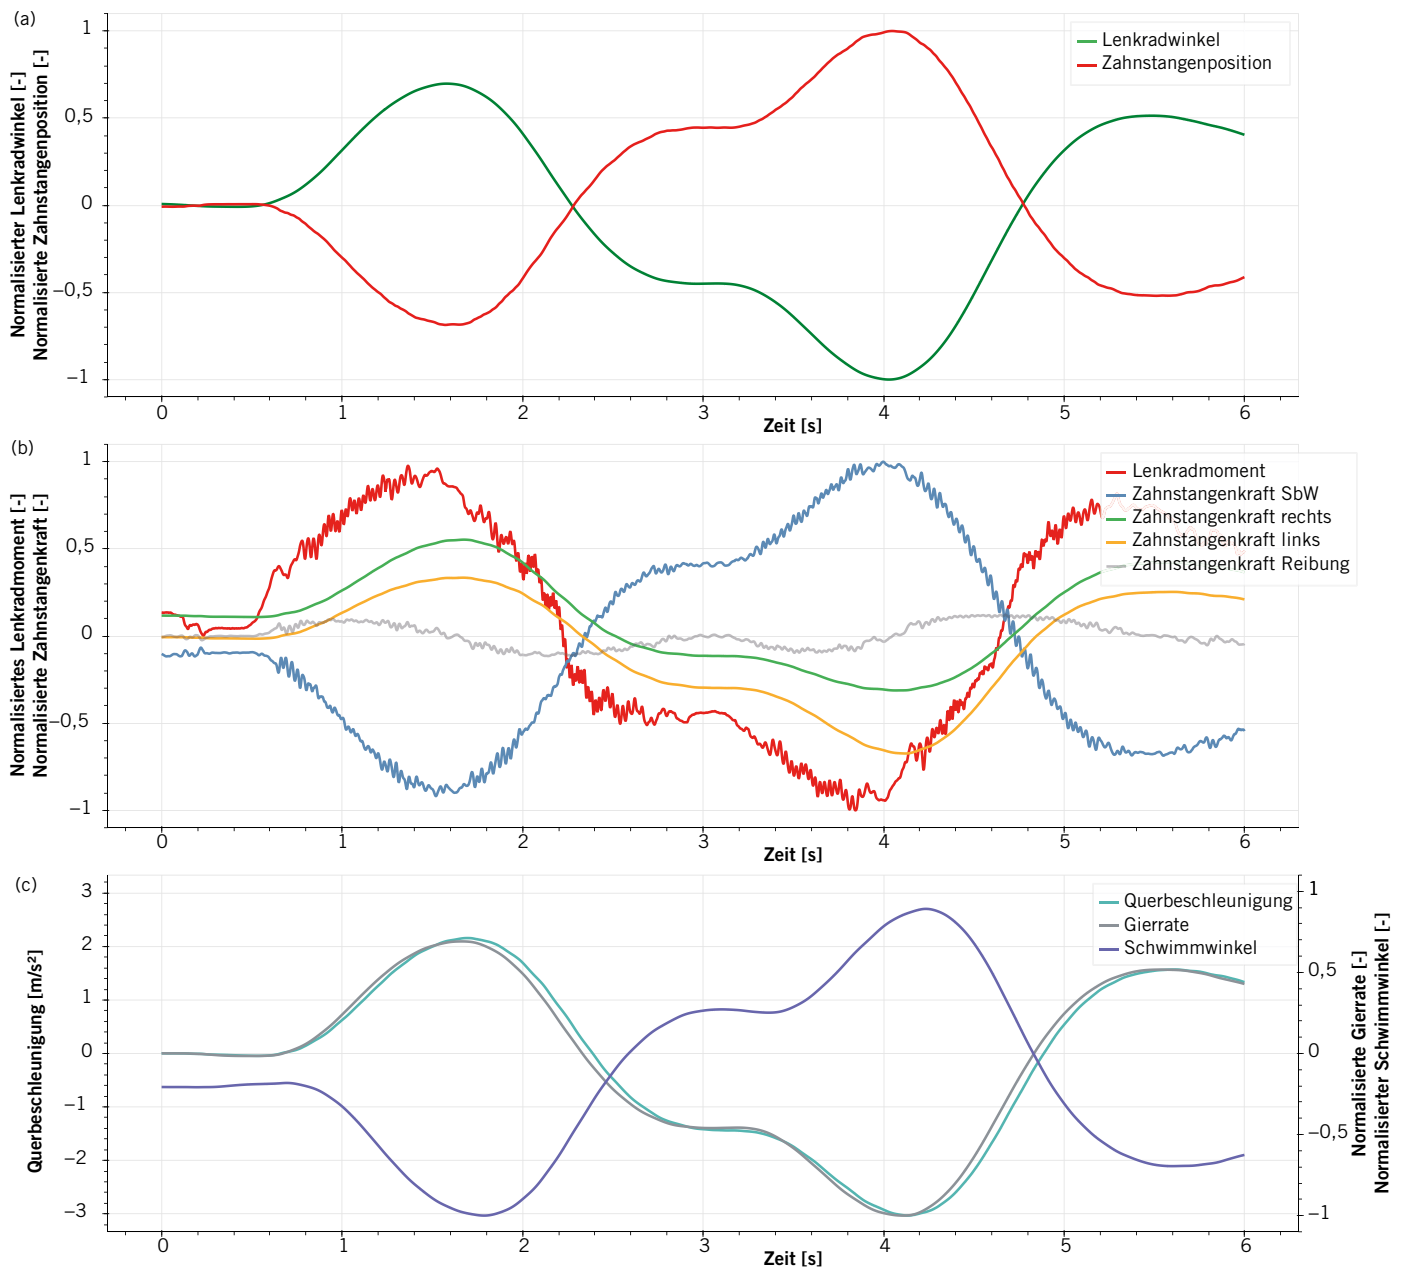 (a)
Normalisierter Lenkradwinkel [-]
Normalisierte Zahnstangenposition [-]
1
0,5
0
−0,5
−1
Lenkradwinkel
Zahnstangenposition
0 1 2 3 4 5 6
Zeit [s]
(b)
Normalisiertes Lenkradmoment [-]
Normalisierte Zahnstangenkraft [-]
1
0,5
0
−0,5
−1
Lenkradmoment
Zahnstangenkraft SbW
Zahnstangenkraft rechts
Zahnstangenkraft links
Zahnstangenkraft Reibung
0 1 2 3 4 5 6
Zeit [s]
(c)
Querbeschleunigung [m/s²]
3
2
1
0
−1
−2
−3
Querbeschleunigung
Gierrate
Schwimmwinkel
1
0,5
0
−0,5
−1
Normalisierte Gierrate [-]
Normalisierter Schwimmwinkel [-]
0 1 2 3 4 5 6
Zeit [s]